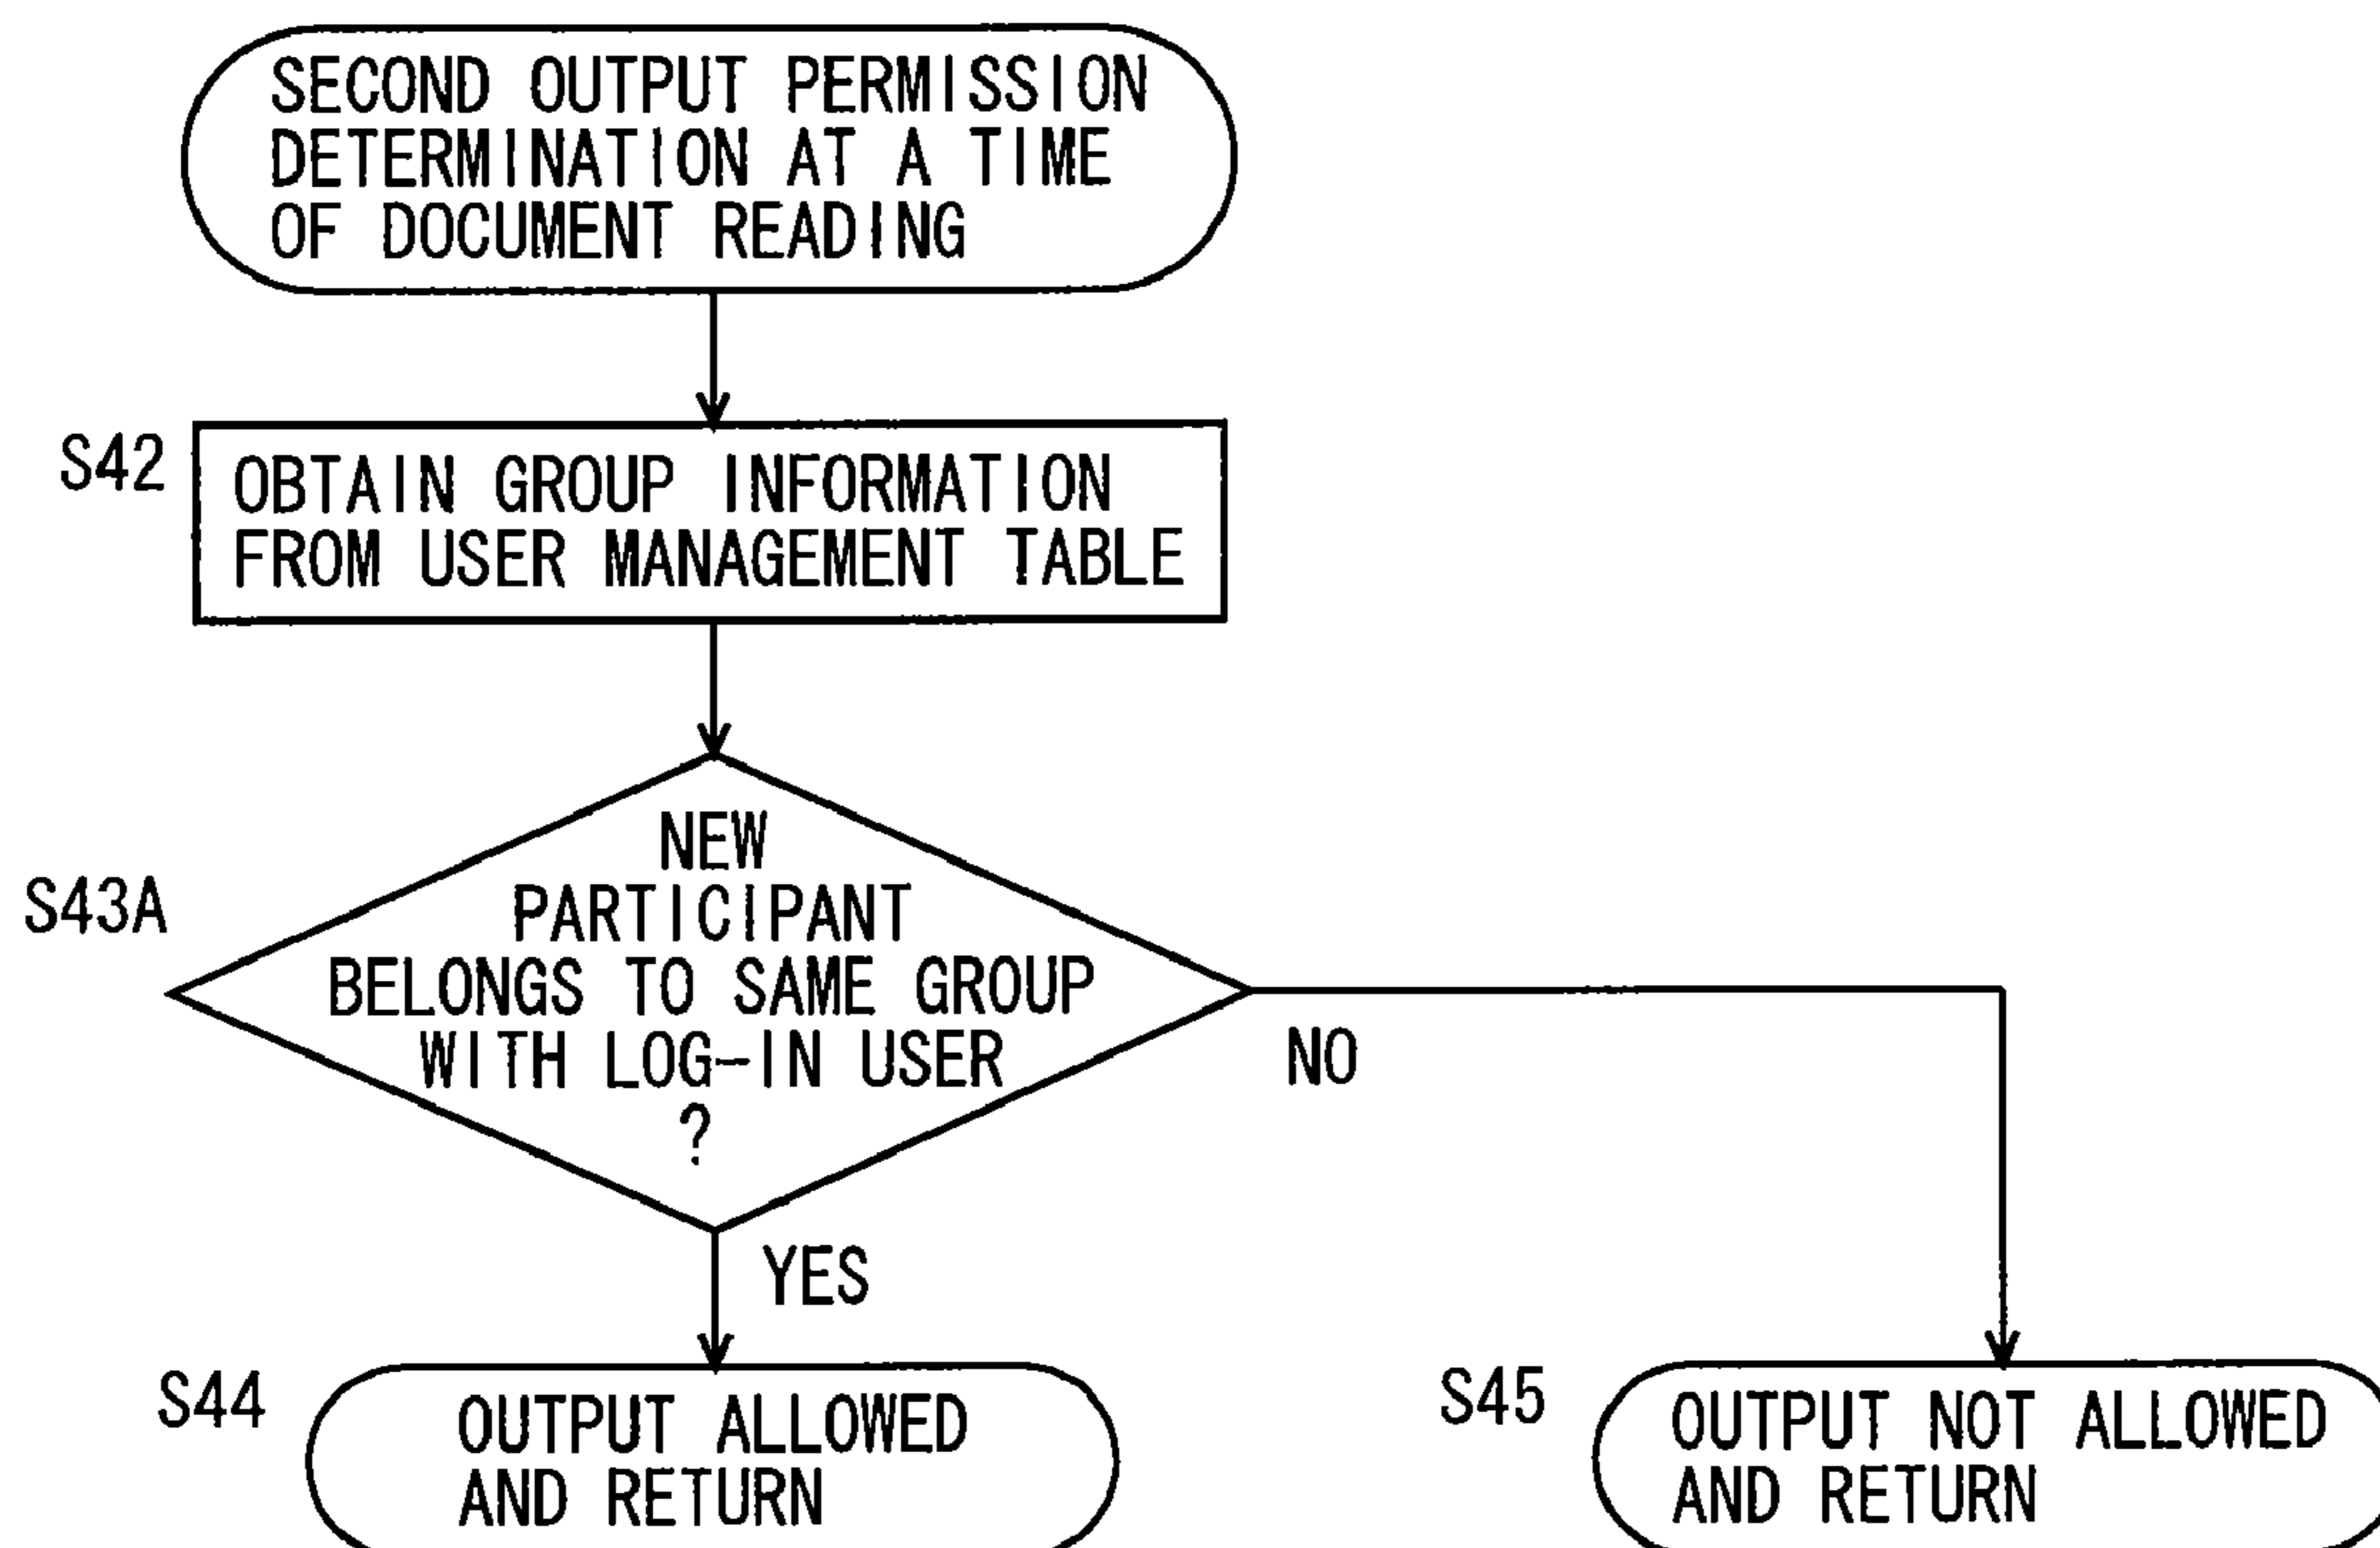 SECOND OUTPUT PERMISSION
DETERMINATION AT A TIME
OF DOCUMENT READING
S42
OBTAIN GROUP INFORMATION
FROM USER MANAGEMENT TABLE
S43A
NEW
PARTICIPANT
BELONGS TO SAME GROUP
WITH LOG-IN USER
?
NO
YES
S44
OUTPUT ALLOWED
AND RETURN
S45
OUTPUT NOT ALLOWED
AND RETURN